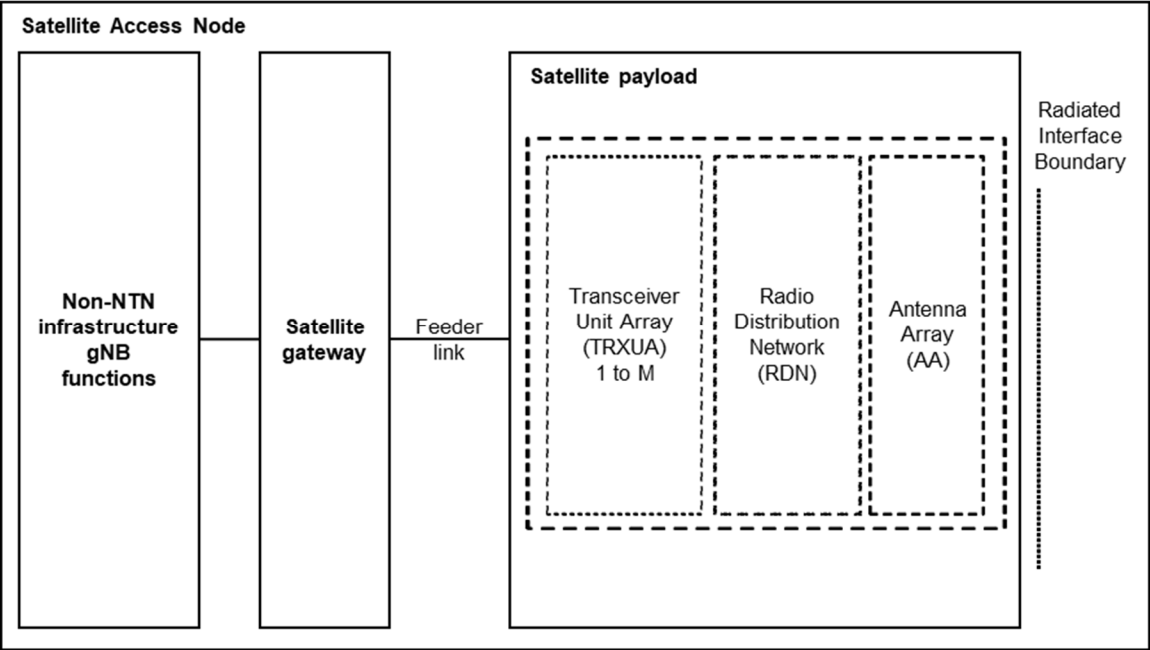 Satellite Access Node
Non-NTN
infrastructure
gNB
functions
Satellite
gateway
Feeder
link
Satellite payload
Transceiver
Unit Array
(TRXUA)
1 to M
Radio
Distribution
Network
(RDN)
Antenna
Array
(AA)
Radiated
Interface
Boundary